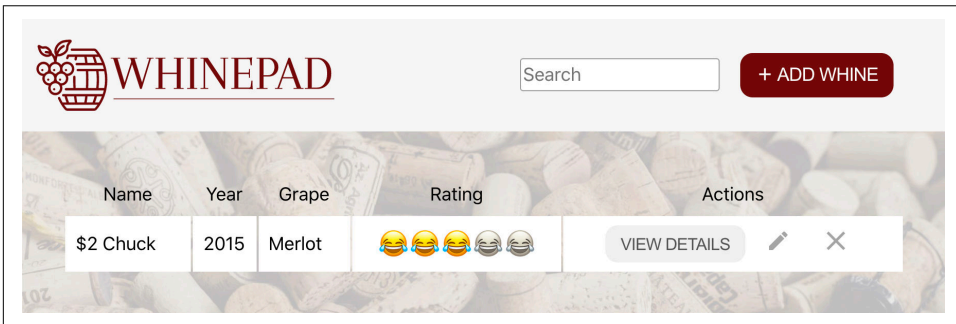 WHINEPAD
Search
+ ADD WHINE
Name Year Grape Rating Actions
$2 Chuck 2015 Merlot VIEW DETAILS